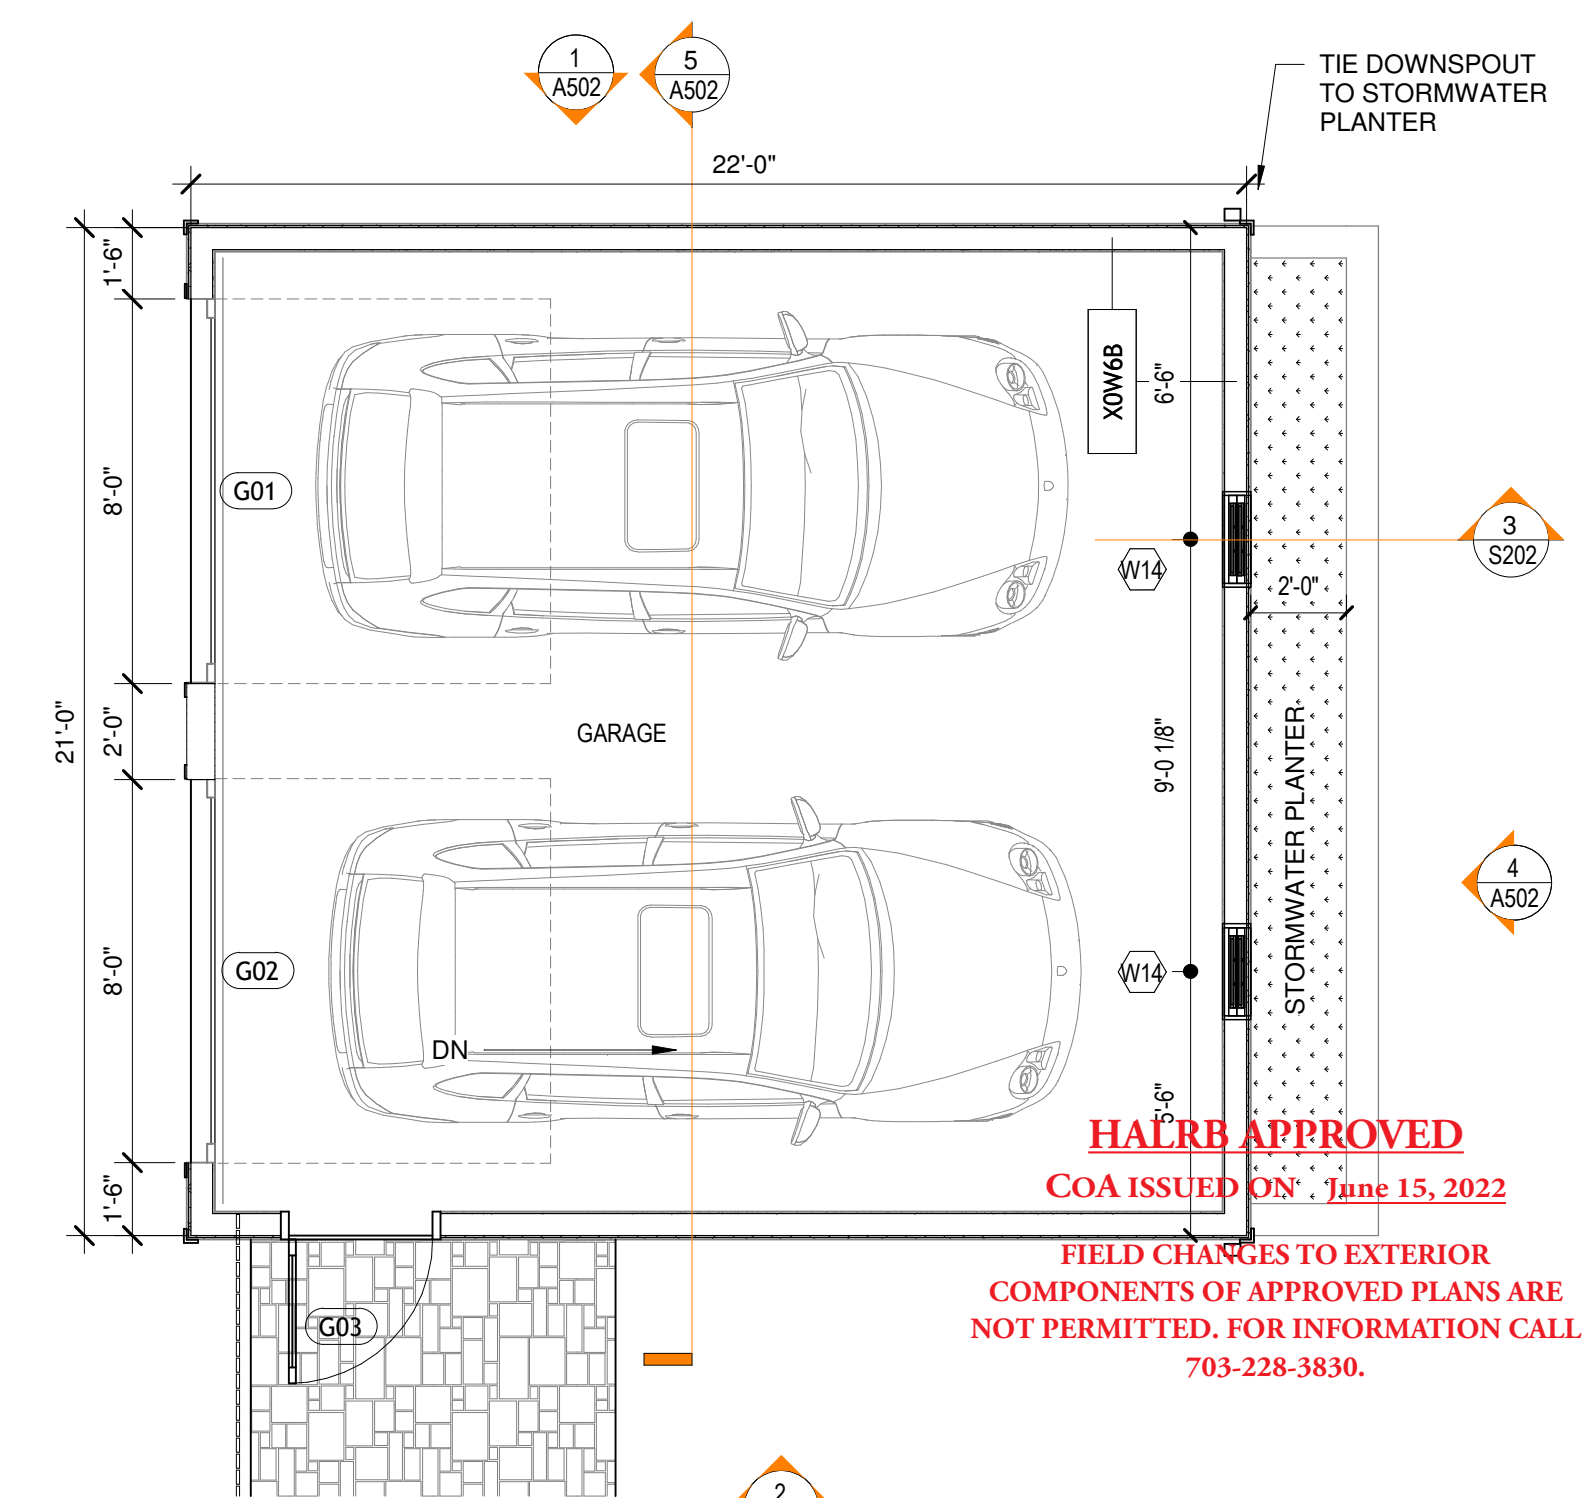 1
A502
5
A502
TIE DOWNSPOUT
TO STORMWATER
PLANTER
22'-0"
1'-6"
8'-0"
2'-0"
8'-0"
1'-6"
21'-0"
X0W6B
6'-6"
G01
W14
3
S202
2'-0"
GARAGE
9'-0 1/8"
STORMWATER PLANTER
4
A502
G02
W14
DN
5'-6"
HALRB APPROVED
COA ISSUED ON June 15, 2022
FIELD CHANGES TO EXTERIOR
COMPONENTS OF APPROVED PLANS ARE
NOT PERMITTED. FOR INFORMATION CALL
703-228-3830.
G03
2